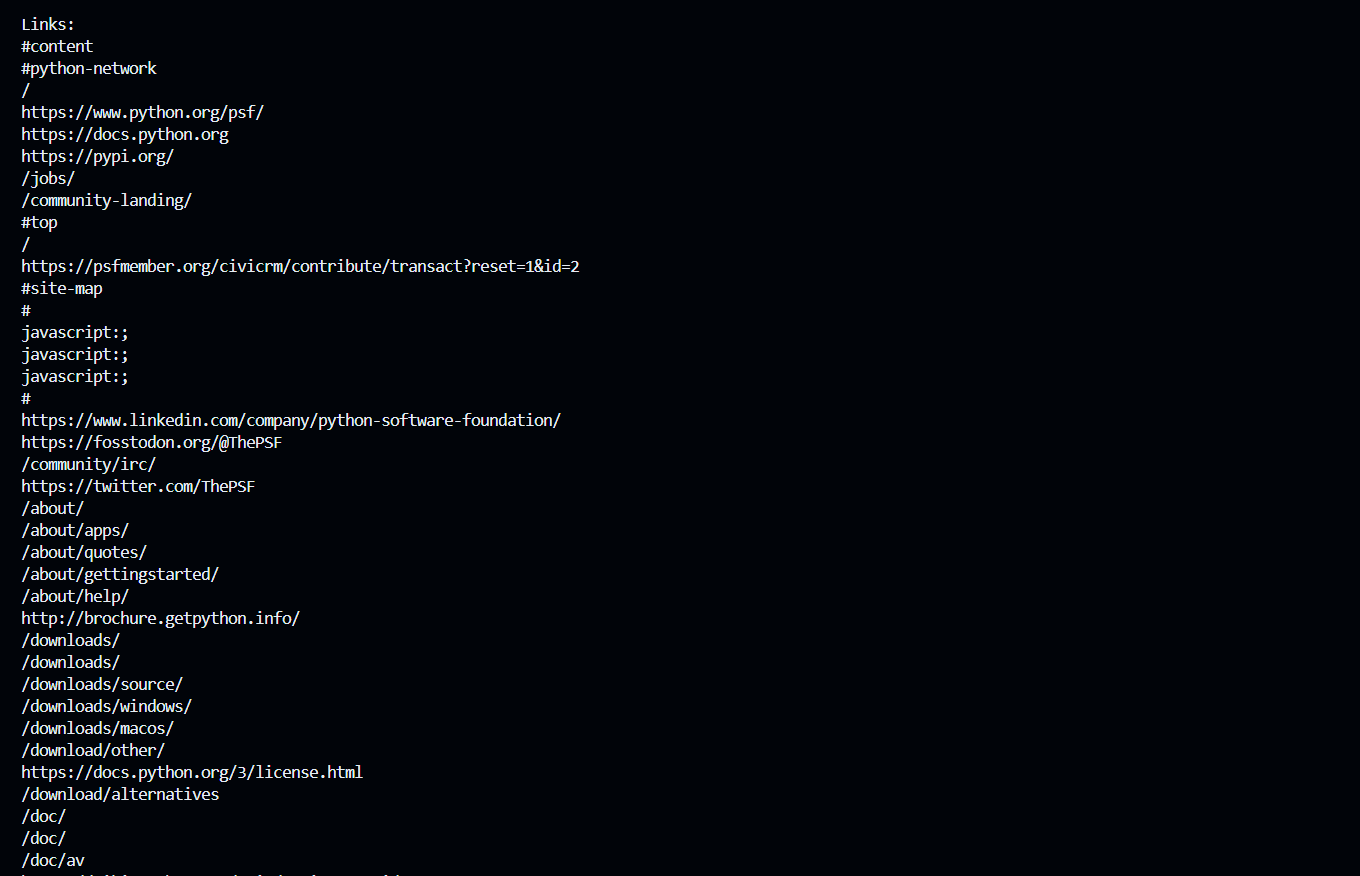 Links:
#content
#python-network
/
https://www.python.org/psf/
https://docs.python.org
https://pypi.org/
/jobs/
/community-landing/
#top
/
https://psfmember.org/civicrm/contribute/transact?reset=1&id=2
#site-map
#
javascript:;
javascript:;
javascript:;
#
https://www.linkedin.com/company/python-software-foundation/
https://fosstodon.org/@ThePSF
/community/irc/
https://twitter.com/ThePSF
/about/
/about/apps/
/about/quotes/
/about/gettingstarted/
/about/help/
http://brochure.getpython.info/
/downloads/
/downloads/
/downloads/source/
/downloads/windows/
/downloads/macos/
/download/other/
https://docs.python.org/3/license.html
/download/alternatives
/doc/
/doc/
/doc/av